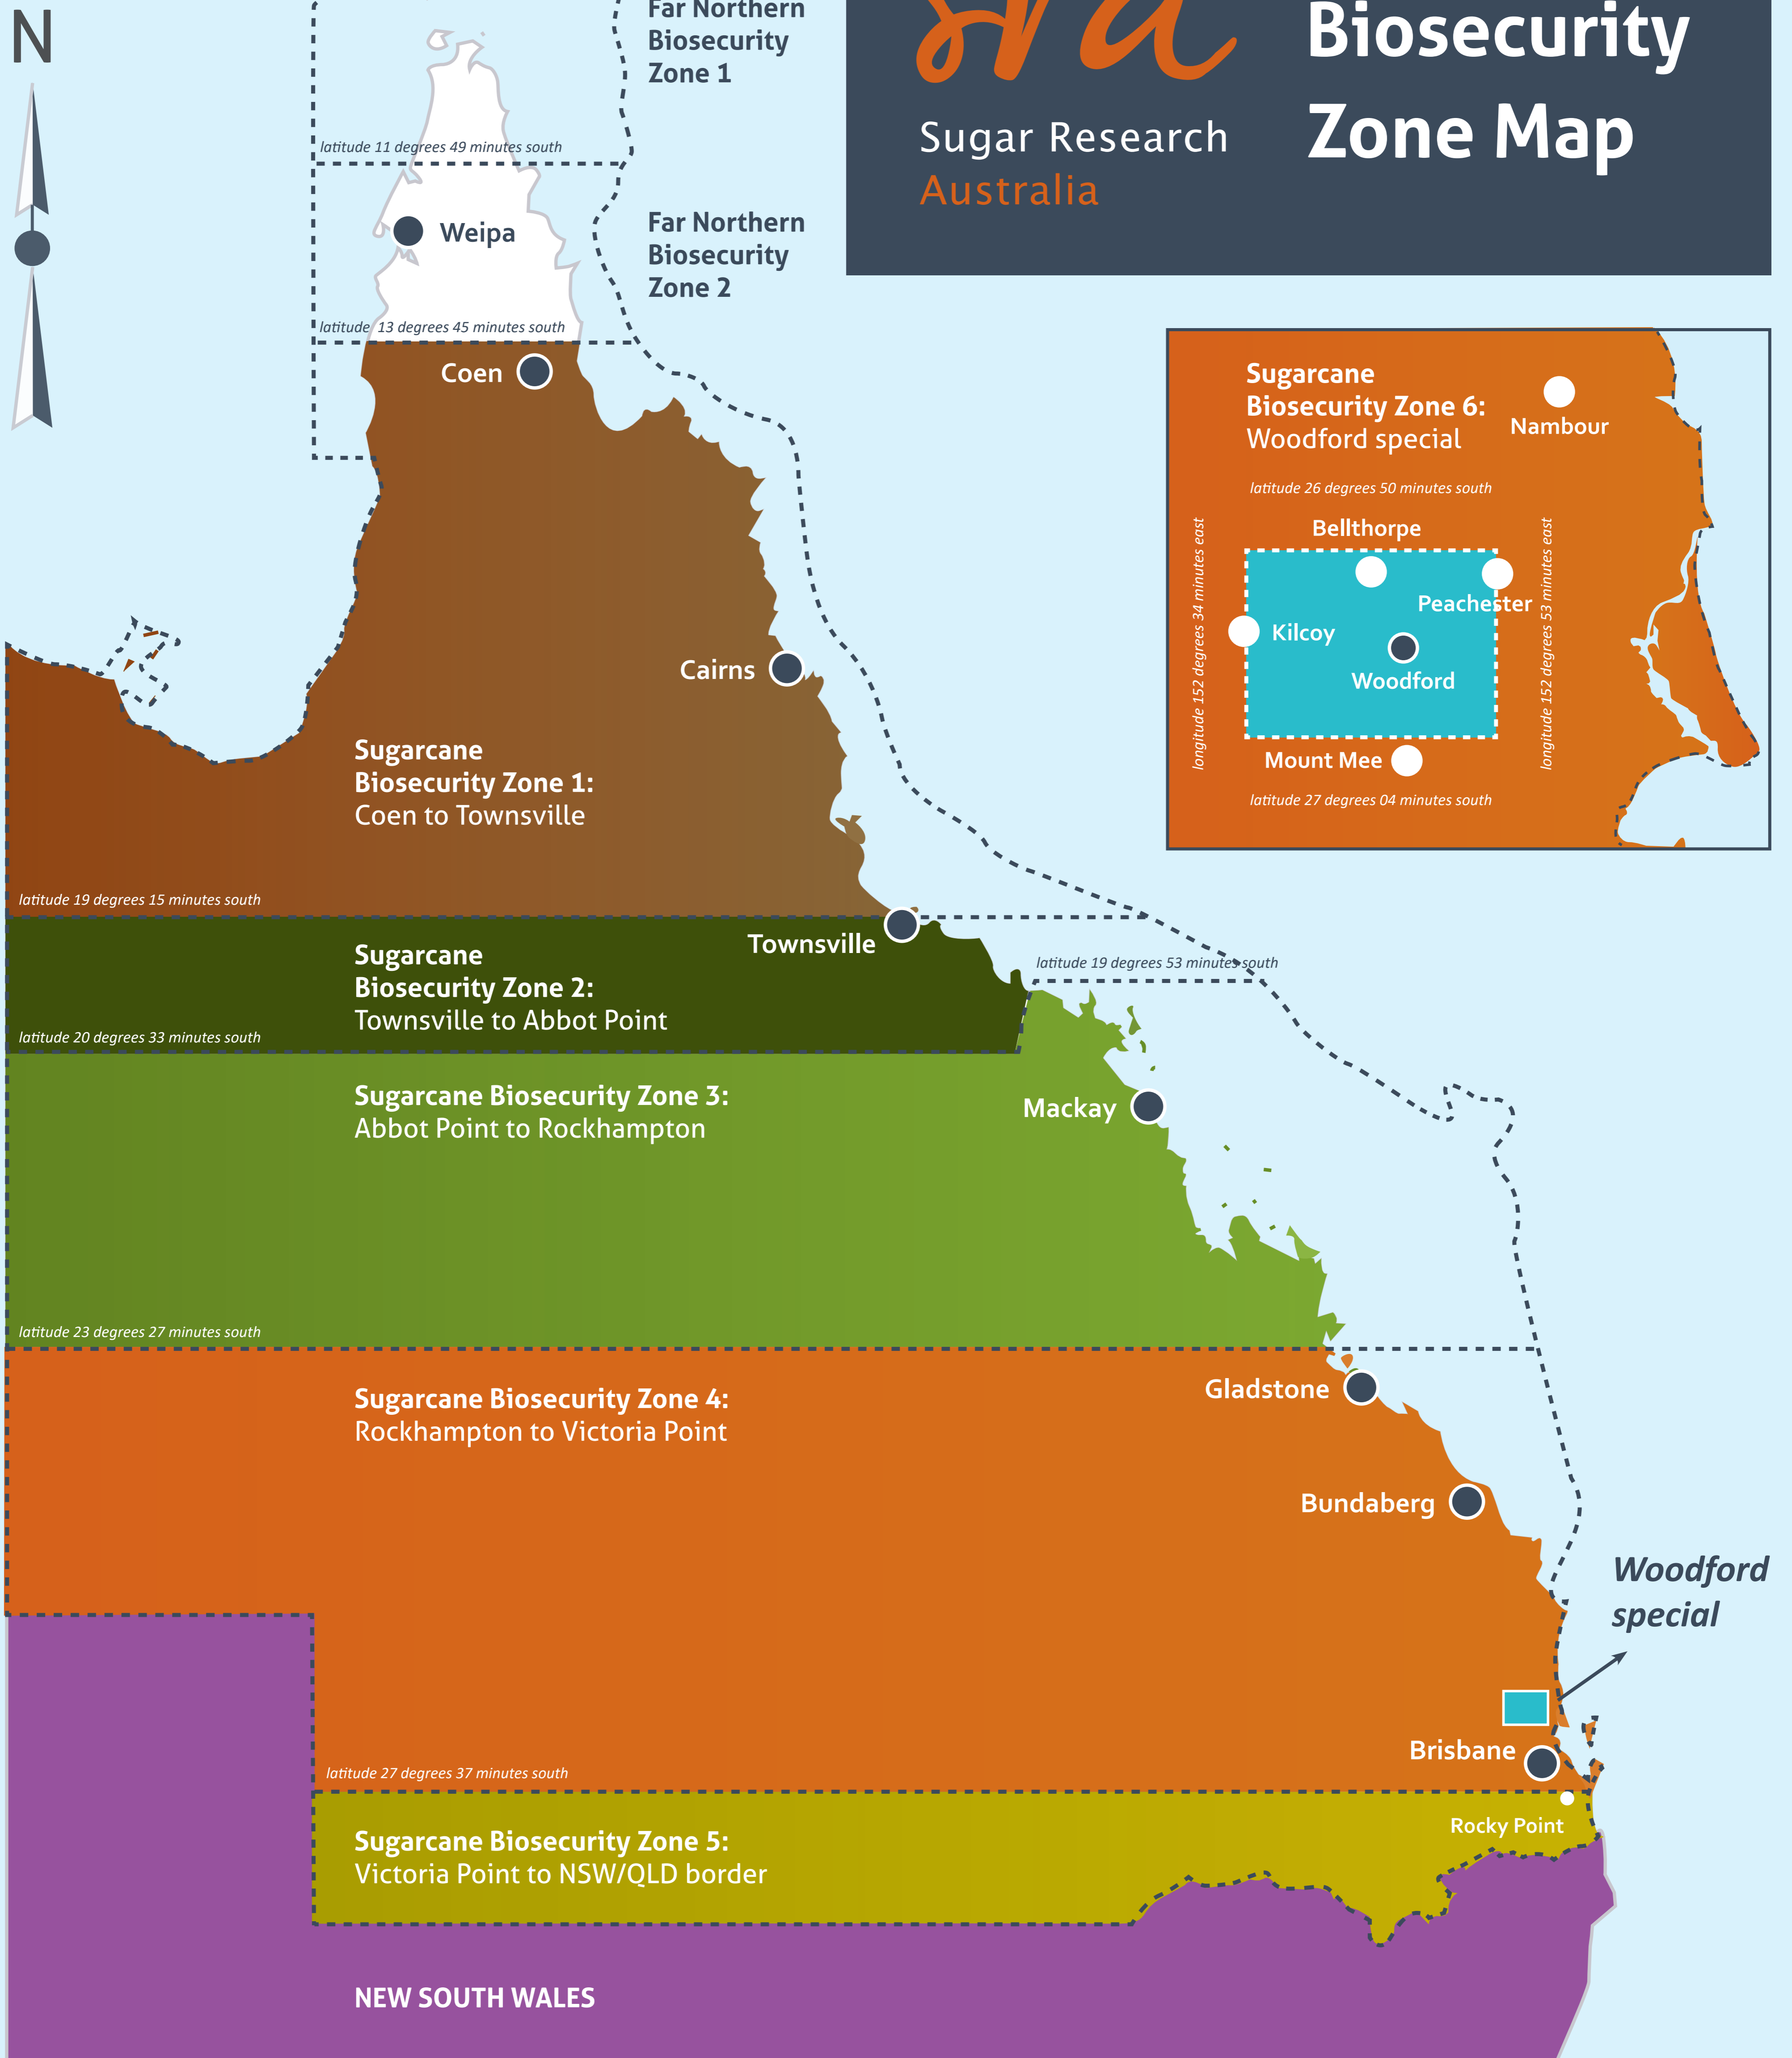 N
Far Northern
Biosecurity
Zone 1
sra
Sugar Research
Australia
Biosecurity
Zone Map
latitude 11 degrees 49 minutes south
Weipa
Far Northern
Biosecurity
Zone 2
latitude 13 degrees 45 minutes south
Coen
Sugarcane
Biosecurity Zone 6:
Woodford special
Nambour
latitude 26 degrees 50 minutes south
Bellthorpe
longitude 152 degrees 34 minutes east
longitude 152 degrees 53 minutes east
Peachester
Kilcoy
Woodford
Mount Mee
latitude 27 degrees 04 minutes south
Cairns
Sugarcane
Biosecurity Zone 1:
Coen to Townsville
latitude 19 degrees 15 minutes south
Townsville
Sugarcane
Biosecurity Zone 2:
Townsville to Abbot Point
latitude 19 degrees 53 minutes south
latitude 20 degrees 33 minutes south
Sugarcane Biosecurity Zone 3:
Abbot Point to Rockhampton
Mackay
latitude 23 degrees 27 minutes south
Sugarcane Biosecurity Zone 4:
Rockhampton to Victoria Point
Gladstone
Bundaberg
Woodford
special
Brisbane
latitude 27 degrees 37 minutes south
Rocky Point
Sugarcane Biosecurity Zone 5:
Victoria Point to NSW/QLD border
NEW SOUTH WALES